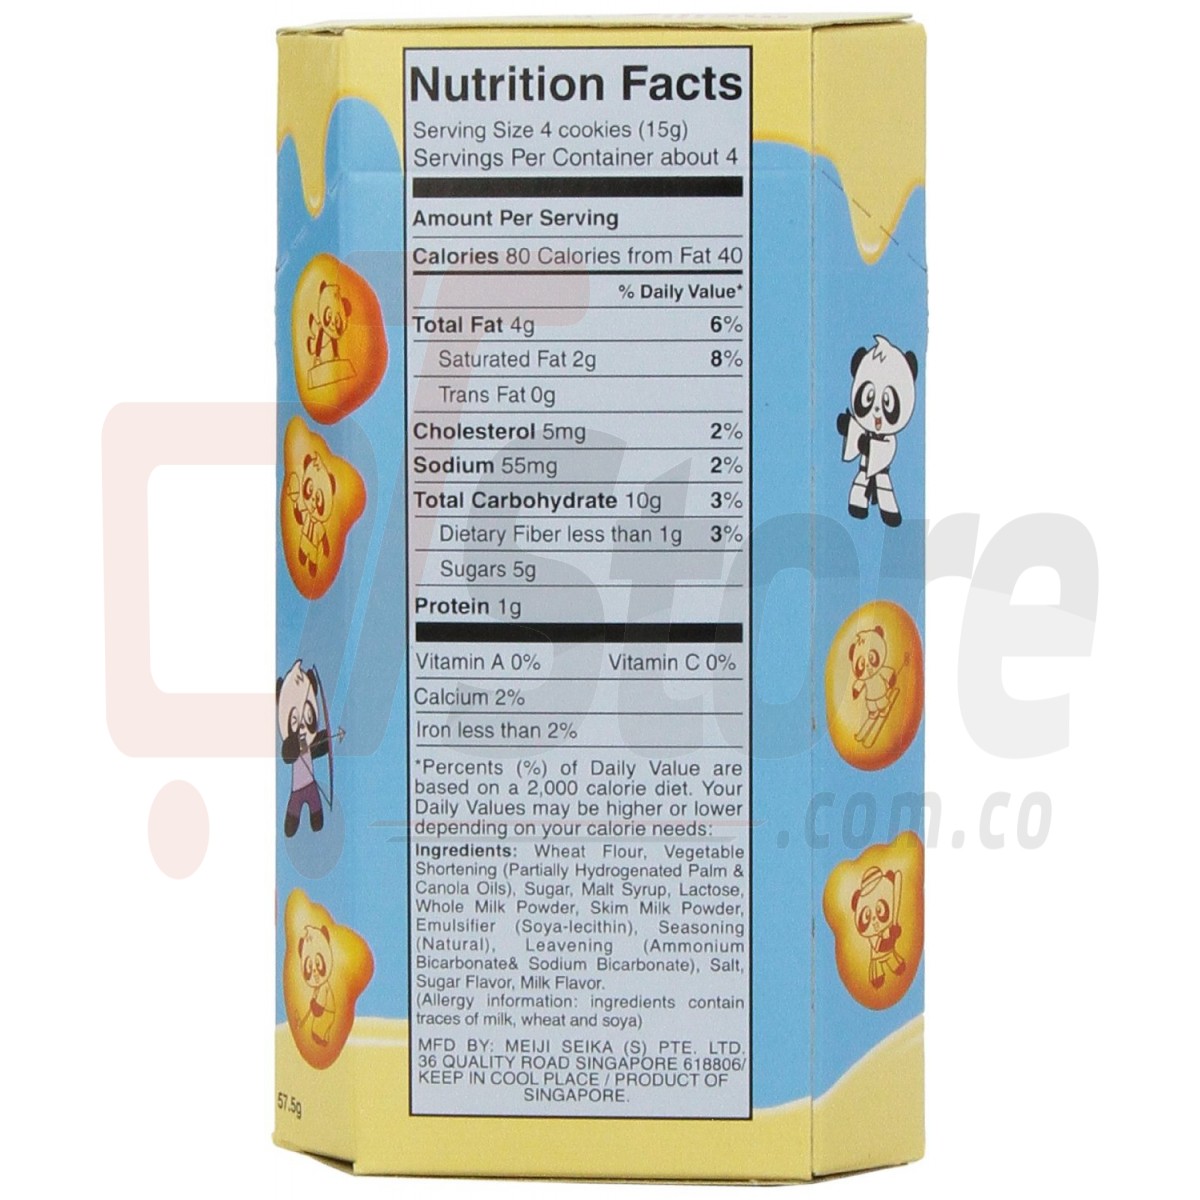 Nutrition Facts
Serving Size 4 cookies (15g)
Servings Per Container about 4
Amount Per Serving
Calories 80 Calories from Fat 40
% Daily Value*
Total Fat 4g 6%
Saturated Fat 2g 8%
Trans Fat 0g
Cholesterol 5mg 2%
Sodium 55mg 2%
Total Carbohydrate 10g 3%
Dietary Fiber less than 1g 3%
Sugars 5g
Protein 1g
Vitamin A 0% Vitamin C 0%
Calcium 2%
Iron less than 2%
*Percents (%) of Daily Value are
based on a 2,000 calorie diet. Your
Daily Values may be higher or lower
depending on your calorie needs:
Ingredients: Wheat Flour, Vegetable
Shortening (Partially Hydrogenated Palm &
Canola Oils), Sugar, Malt Syrup, Lactose,
Whole Milk Powder, Skim Milk Powder,
Emulsifier (Soya-lecithin), Seasoning
(Natural), Leavening (Ammonium
Bicarbonate& Sodium Bicarbonate), Salt,
Sugar Flavor, Milk Flavor.
(Allergy information: ingredients contain
traces of milk, wheat and soya)
MFD BY: MEIJI SEIKA (S) PTE. LTD.
36 QUALITY ROAD SINGAPORE 618806/
KEEP IN COOL PLACE / PRODUCT OF
SINGAPORE.
57.5g
Store
.com.co